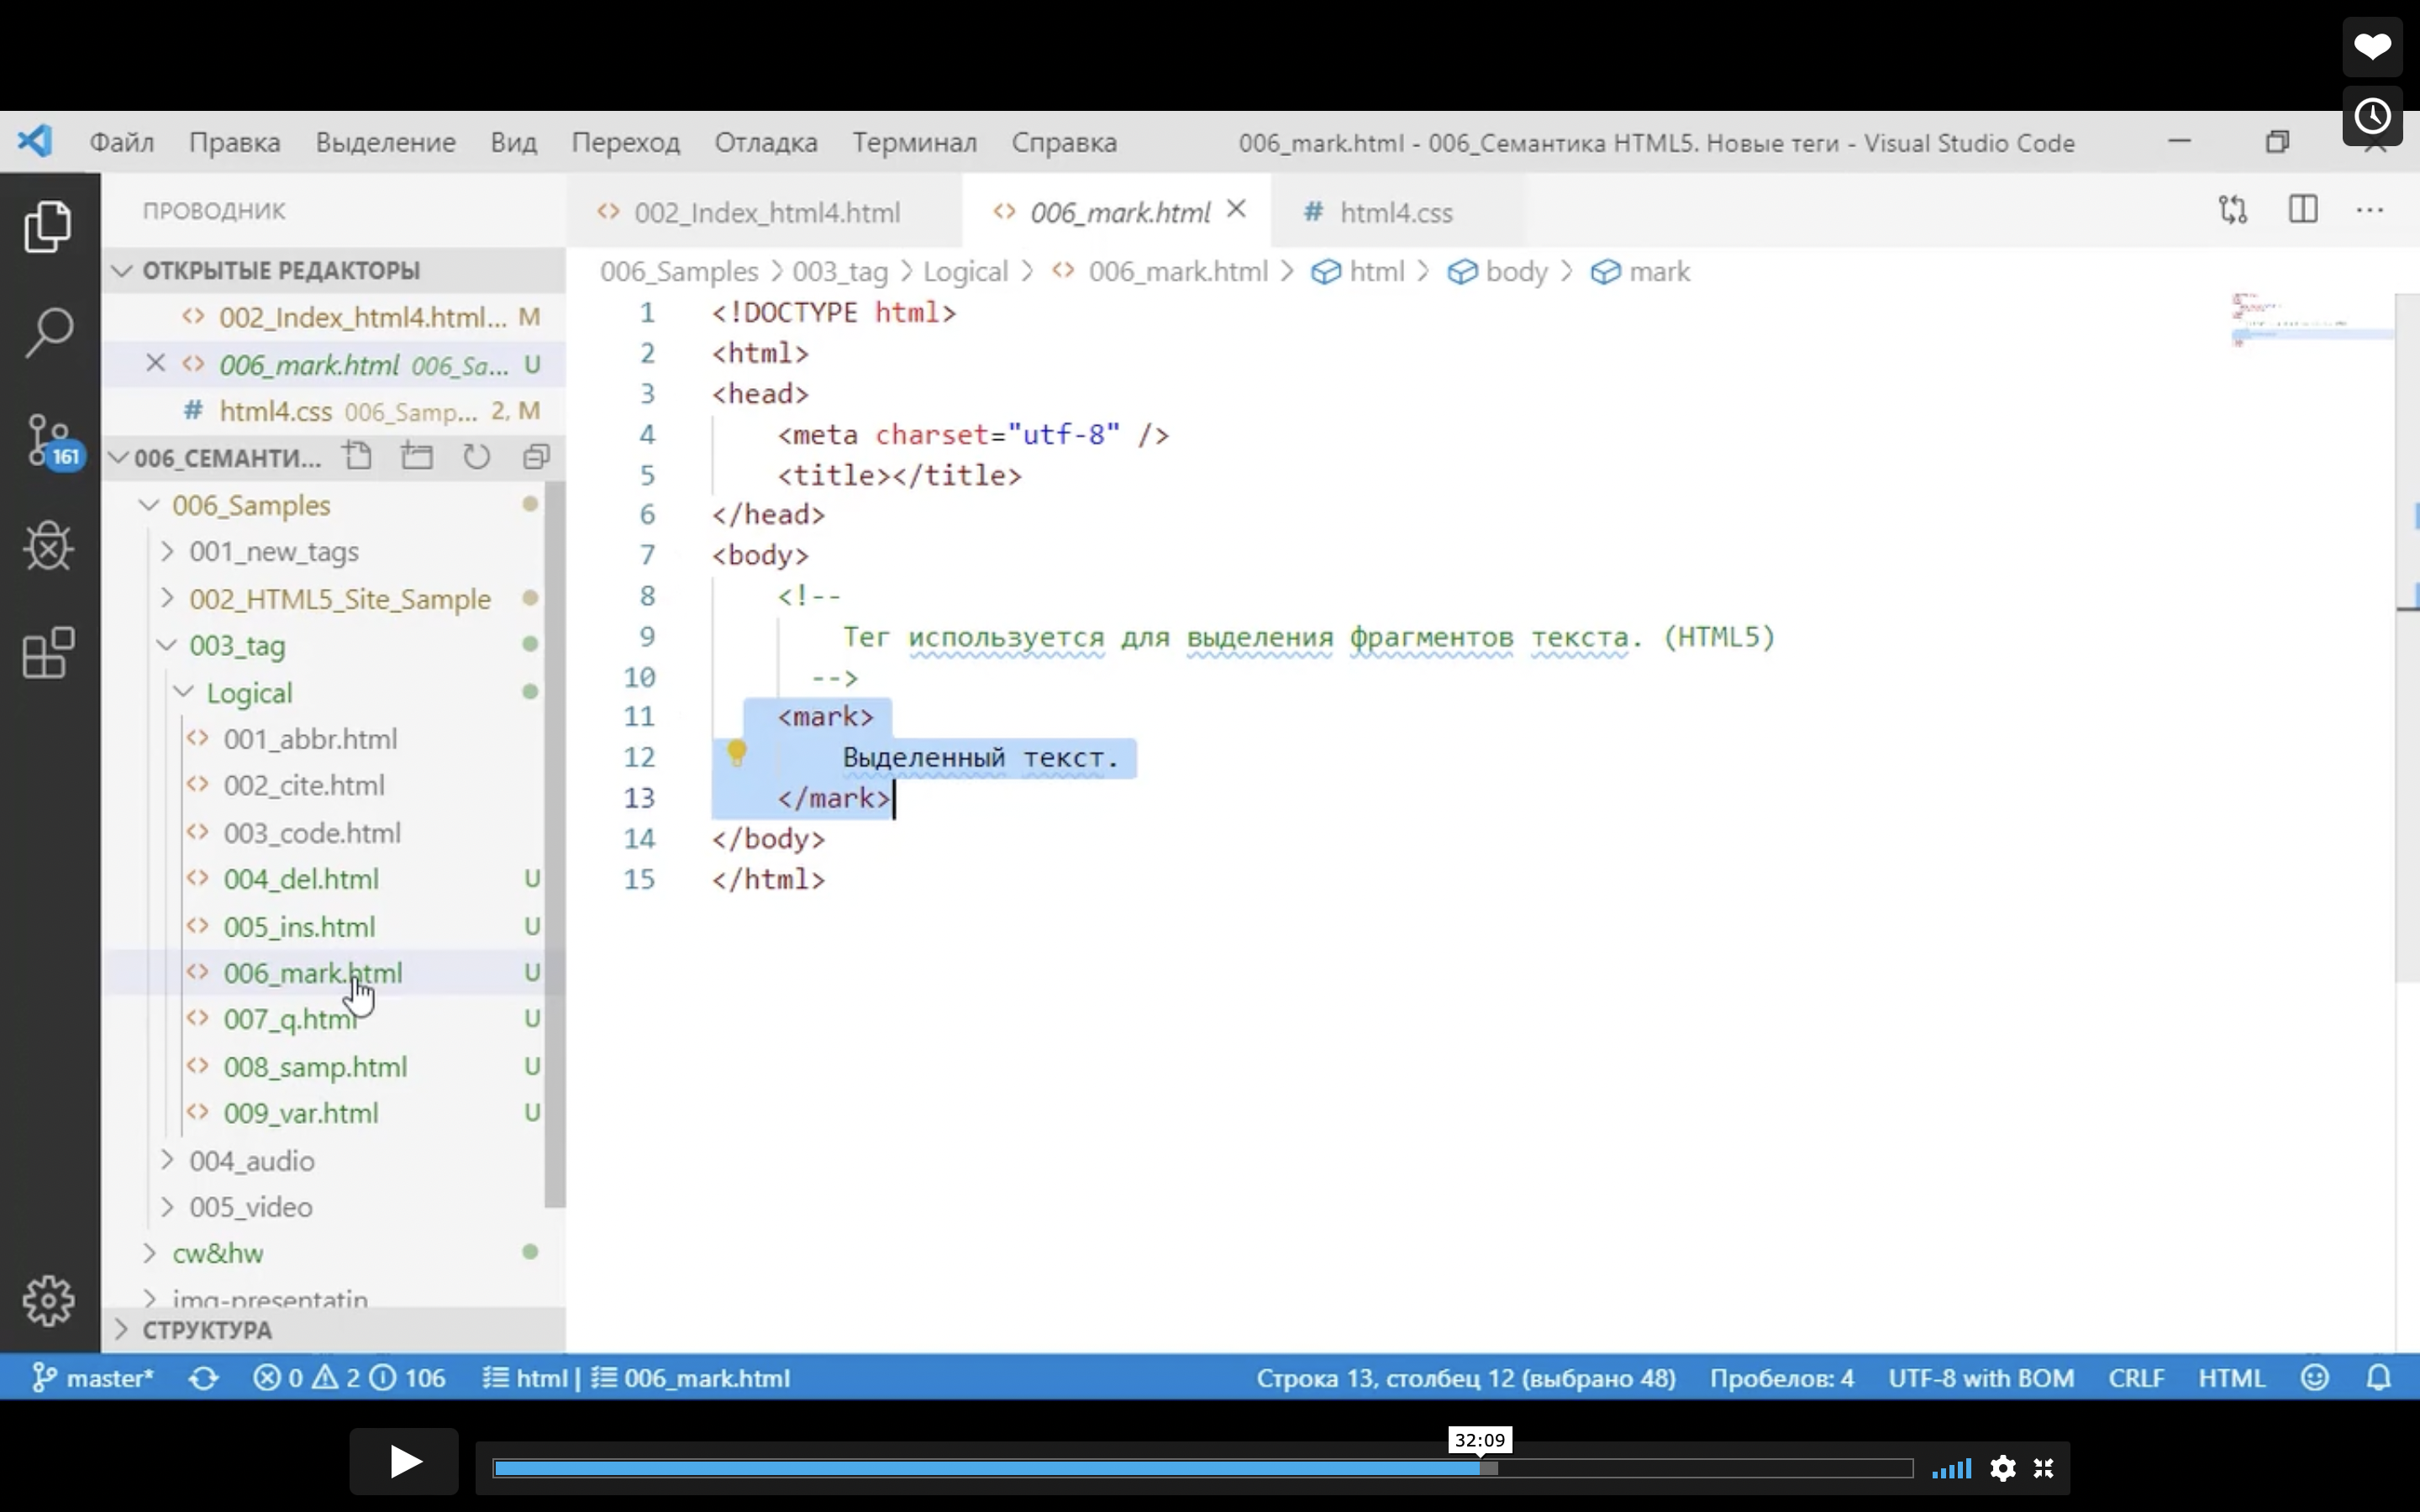 Файл Правка Выделение Вид Переход Отладка Терминал Справка 006_mark.html - 006_Семантика HTML5. Новые теги - Visual Studio Code
ПРОВОДНИК
002_Index_html4.html 006_mark.html # html4.css
ОТКРЫТЫЕ РЕДАКТОРЫ
002_Index_html4.html... M
006_mark.html 006_Sa... U
# html4.css 006_Samp... 2, M
161
006_СЕМАНТИ...
006_Samples
001_new_tags
002_HTML5_Site_Sample
003_tag
Logical
001_abbr.html
002_cite.html
003_code.html
004_del.html U
005_ins.html U
006_mark.html U
007_q.html U
008_samp.html U
009_var.html U
004_audio
005_video
cw&hw
img-presentatin
СТРУКТУРА
006_Samples > 003_tag > Logical > 006_mark.html > html > body > mark
1 <!DOCTYPE html>
2 <html>
3 <head>
4 <meta charset="utf-8" />
5 <title></title>
6 </head>
7 <body>
8 <!--
9 Тег используется для выделения фрагментов текста. (HTML5)
10 -->
11 <mark>
12 Выделенный текст.
13 </mark>
14 </body>
15 </html>
master* 0 2 106 html | 006_mark.html Строка 13, столбец 12 (выбрано 48) Пробелов: 4 UTF-8 with BOM CRLF HTML
32:09